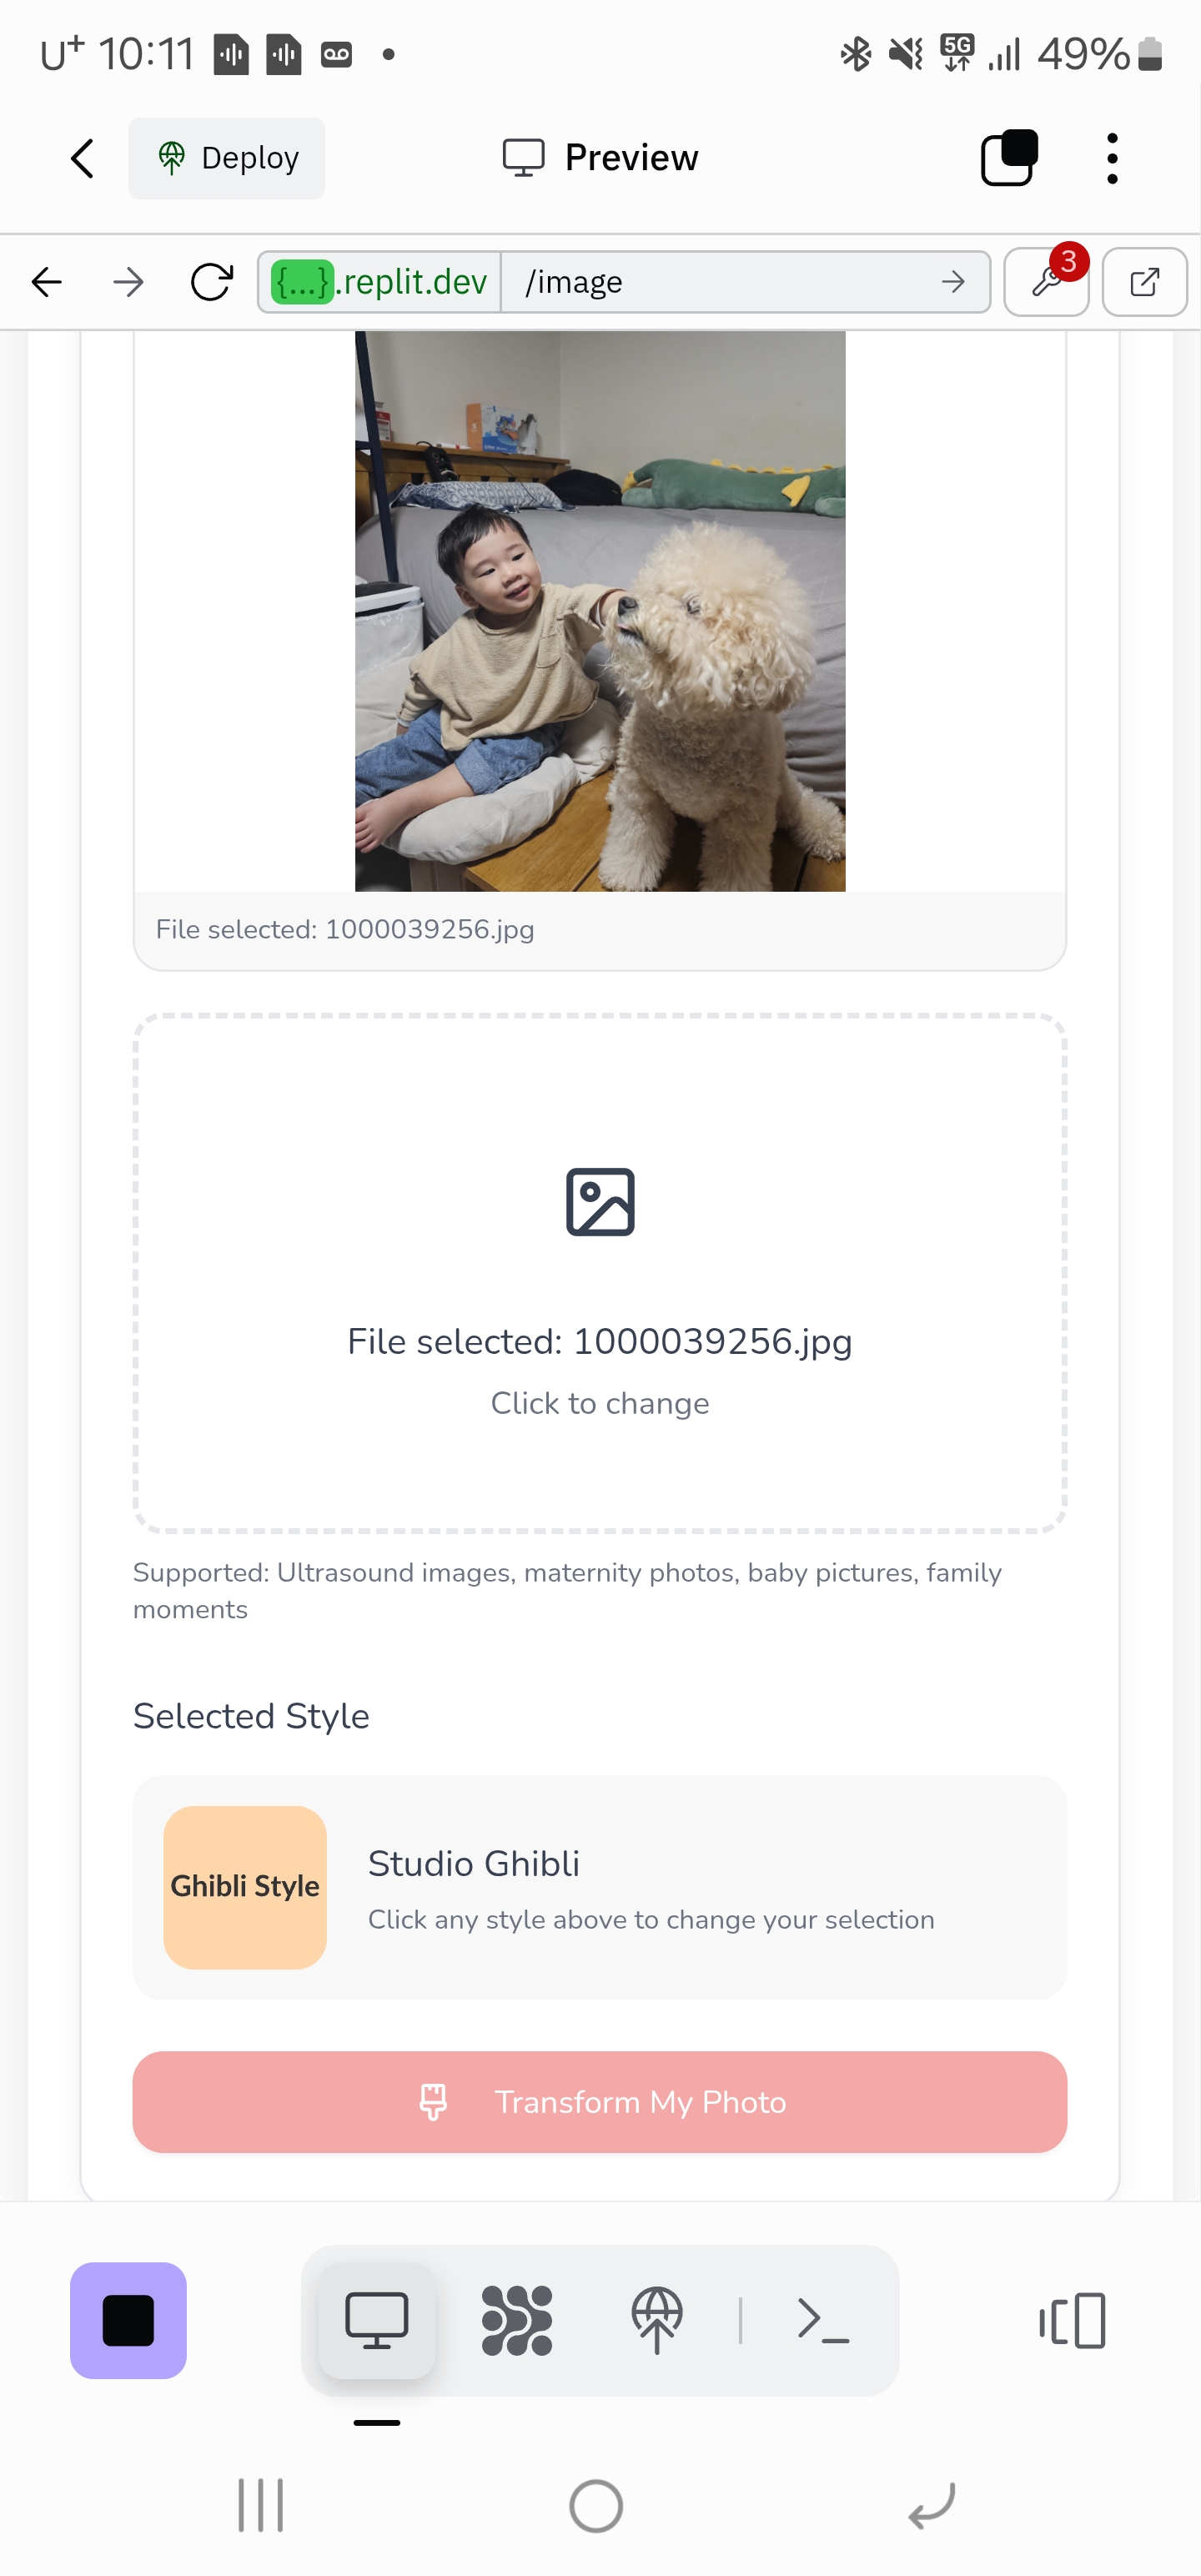 U+ 10:11 5G 49%
Deploy Preview
{...}.replit.dev /image 3
File selected: 1000039256.jpg
File selected: 1000039256.jpg
Click to change
Supported: Ultrasound images, maternity photos, baby pictures, family
moments
Selected Style
Ghibli Style
Studio Ghibli
Click any style above to change your selection
Transform My Photo